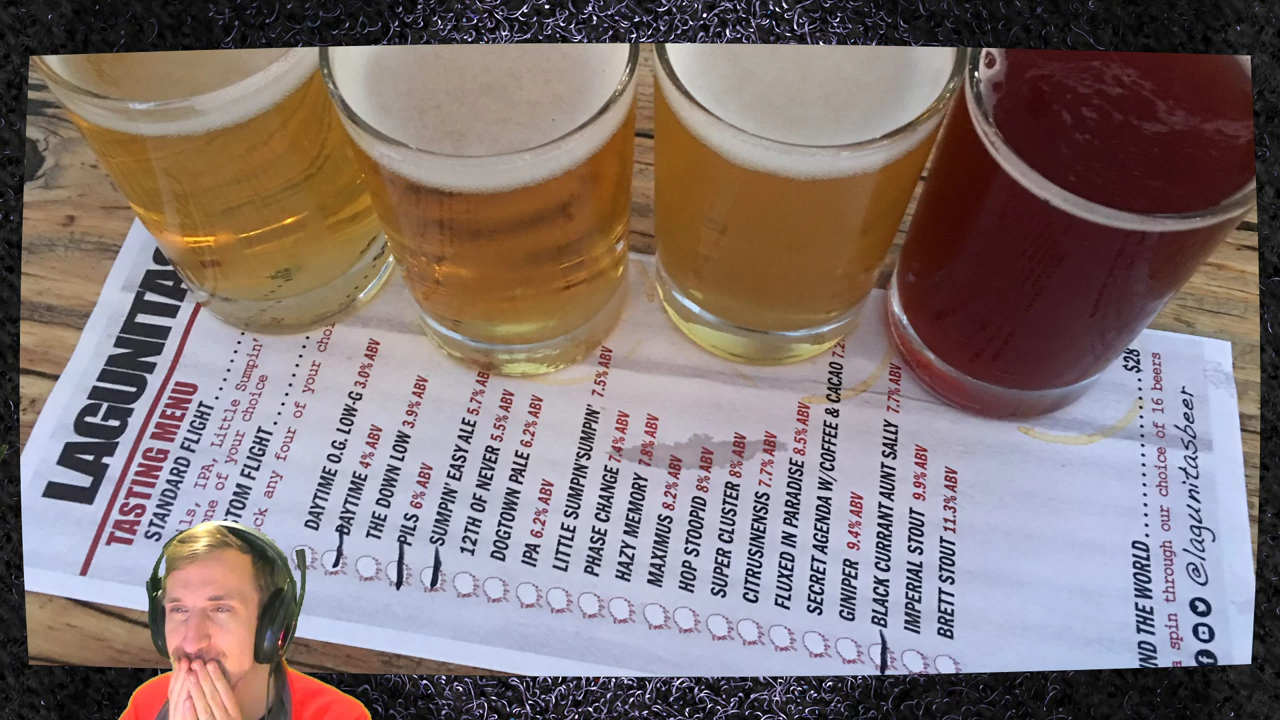 LAGUNITAS
TASTING MENU
STANDARD FLIGHT
IPA, Little Sumpin'
of your choice
FLIGHT
any four of your
DAYTIME O.G. LOW-G 3.0% ABV
DAYTIME 4% ABV
THE DOWN LOW 3.9% ABV
PILS 6% ABV
SUMPIN' EASY ALE 5.7% ABV
12TH OF NEVER 5.5% ABV
DOGTOWN PALE 6.2% ABV
IPA 6.2% ABV
LITTLE SUMPIN'SUMPIN' 7.5% ABV
PHASE CHANGE 7.4% ABV
HAZY MEMORY 7.8% ABV
MAXIMUS 8.2% ABV
HOP STOOPID 8% ABV
SUPER CLUSTER 8% ABV
CITRUSINENSIS 7.7% ABV
FLUXED IN PARADISE 8.5% ABV
SECRET AGENDA W/COFFEE & CACAO
GINIPER 9.4% ABV
BLACK CURRANT AUNT SALLY 7.7% ABV
IMPERIAL STOUT 9.9% ABV
BRETT STOUT 11.3% ABV
THE WORLD......... $28
spin through our choice of 16 beers
@lagunitasbeer